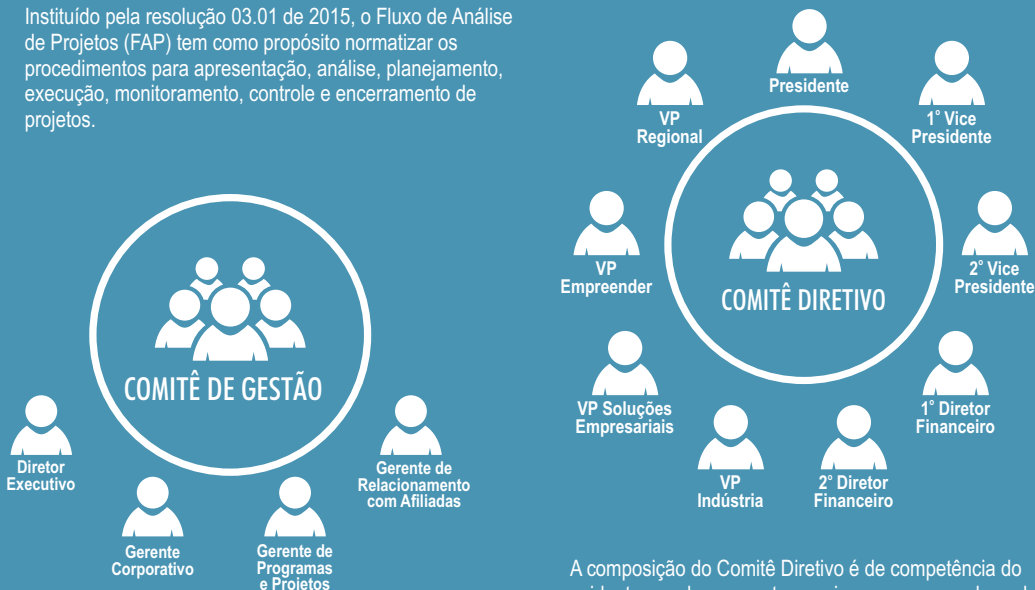 Instituído pela resolução 03.01 de 2015, o Fluxo de Análise
de Projetos (FAP) tem como propósito normatizar os
procedimentos para apresentação, análise, planejamento,
execução, monitoramento, controle e encerramento de
projetos.
COMITÊ DE GESTÃO
Diretor
Executivo
Gerente
Corporativo
Gerente de
Programas
e Projetos
Gerente de
Relacionamento
com Afiliadas
Presidente
VP
Regional
1° Vice
Presidente
VP
Empreender
COMITÊ DIRETIVO
2° Vice
Presidente
VP Soluções
Empresariais
1° Diretor
Financeiro
VP
Indústria
2° Diretor
Financeiro
A composição do Comitê Diretivo é de competência do